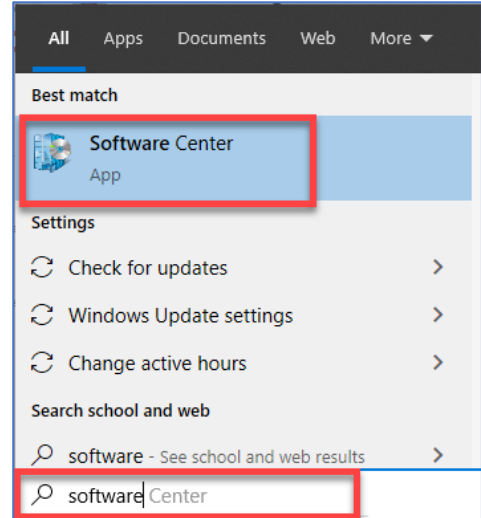 All Apps Documents Web More
Best match
Software Center
App
Settings
Check for updates
Windows Update settings
Change active hours
Search school and web
software - See school and web results
software Center